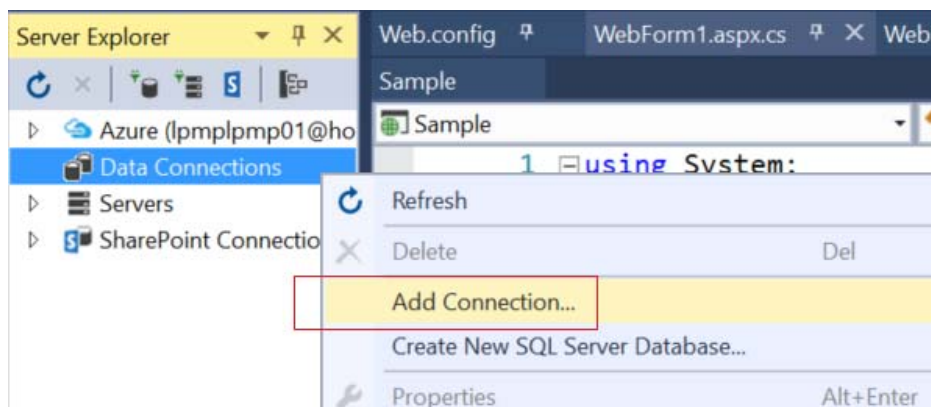 Server Explorer
Web.config
WebForm1.aspx.cs
Web
Sample
Azure (lpmplpmp01@ho
Sample
Data Connections
1 using System;
Servers
Refresh
SharePoint Connectio
Delete Del
Add Connection...
Create New SQL Server Database...
Properties Alt+Enter